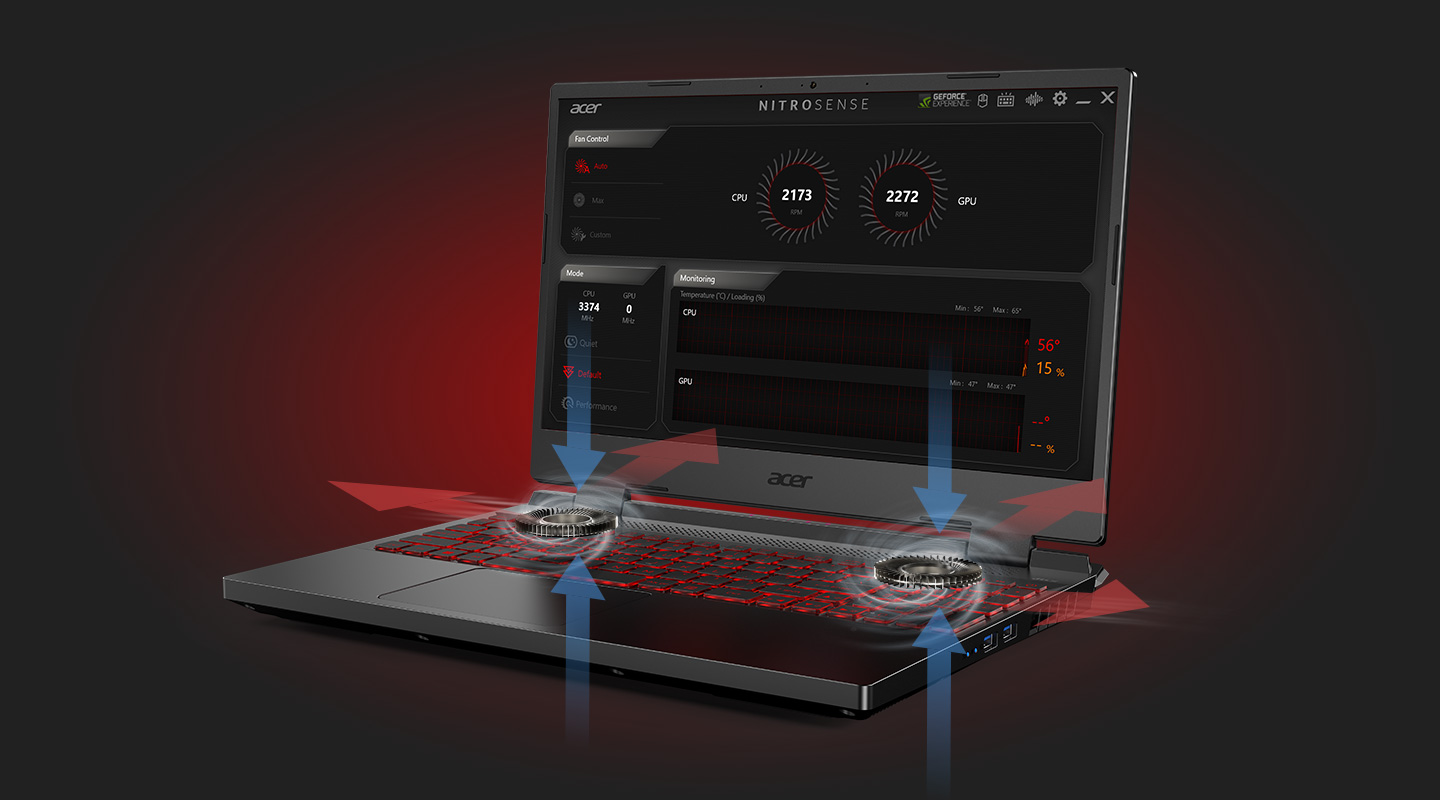 acer
NITROSENSE
GEFORCE
EXPERIENCE
Fan Control
Auto
Max
Custom
CPU
2173
RPM
2272
RPM
GPU
Mode
CPU
3374
MHz
GPU
0
MHz
Quiet
Default
Performance
Monitoring
Temperature (°C) / Loading (%)
CPU
Min : 56° Max : 65°
56°
15 %
GPU
Min : 47° Max : 47°
--°
-- %
acer